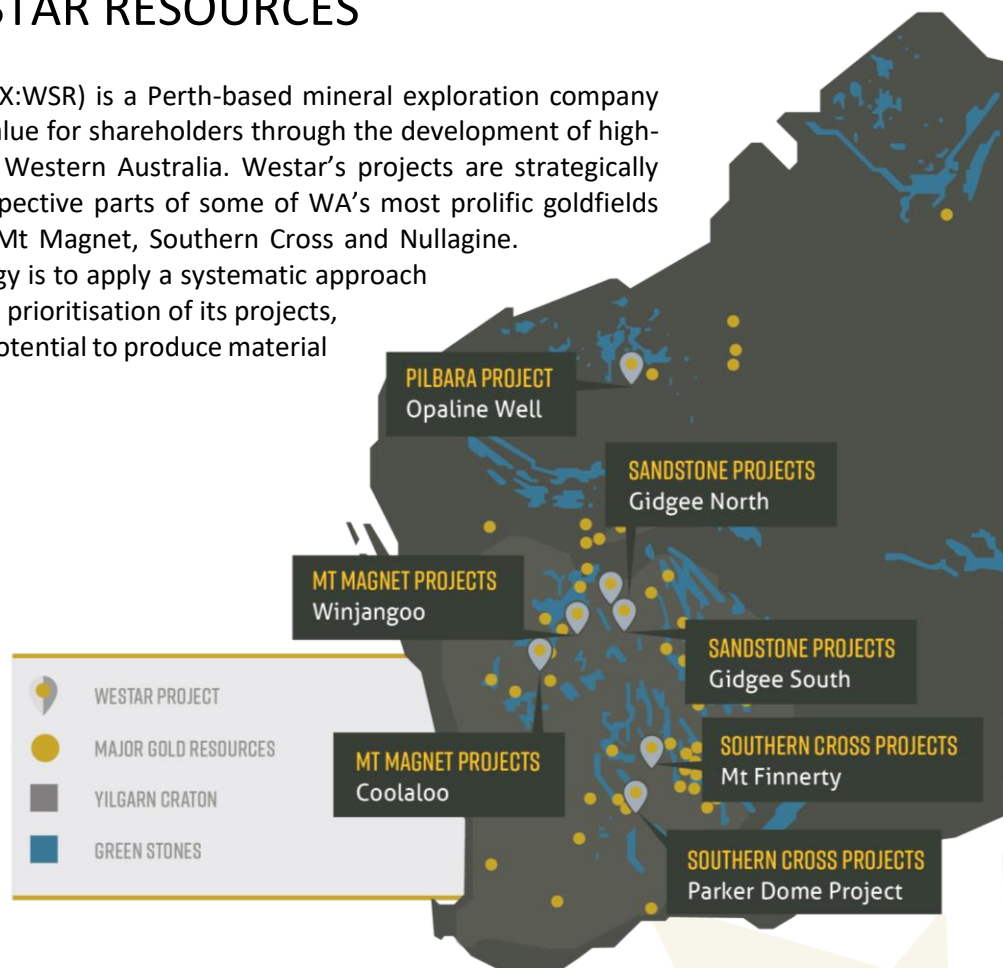 STAR RESOURCES
X:WSR) is a Perth-based mineral exploration company
alue for shareholders through the development of high-
Western Australia. Westar’s projects are strategically
spective parts of some of WA’s most prolific goldfields
Mt Magnet, Southern Cross and Nullagine.
gy is to apply a systematic approach
prioritisation of its projects,
otential to produce material
PILBARA PROJECT
Opaline Well
SANDSTONE PROJECTS
Gidgee North
MT MAGNET PROJECTS
Winjangoo
SANDSTONE PROJECTS
Gidgee South
WESTAR PROJECT
MAJOR GOLD RESOURCES
YILGARN CRATON
GREEN STONES
MT MAGNET PROJECTS
Coolaloo
SOUTHERN CROSS PROJECTS
Mt Finnerty
SOUTHERN CROSS PROJECTS
Parker Dome Project